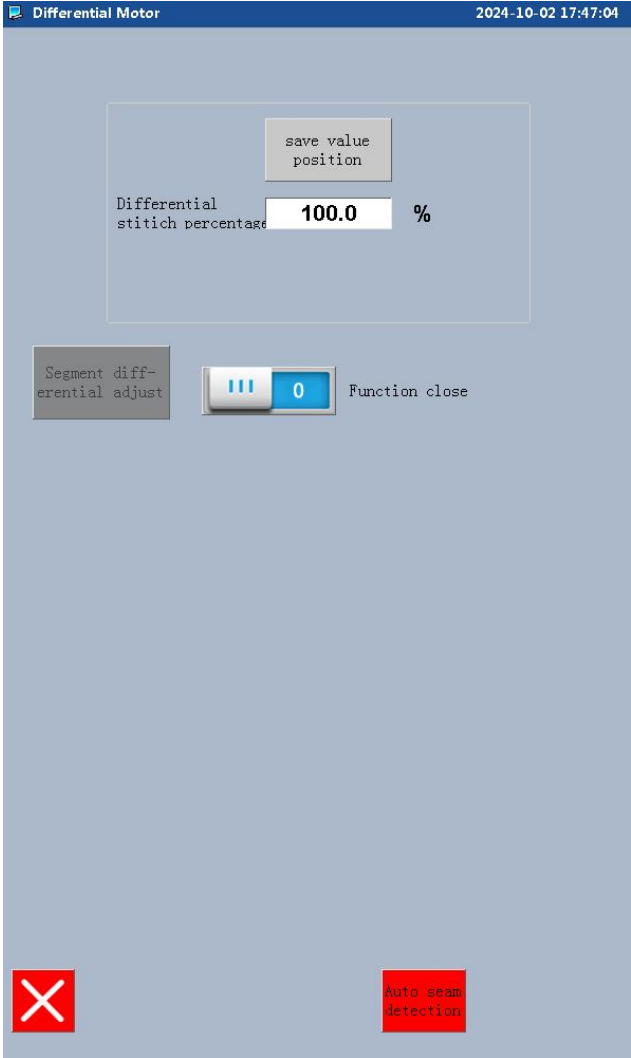 Differential Motor 2024-10-02 17:47:04
save value
position
Differential
stitich percentage
100.0 %
Segment diff-
erential adjust
0 Function close
Auto seam
detection